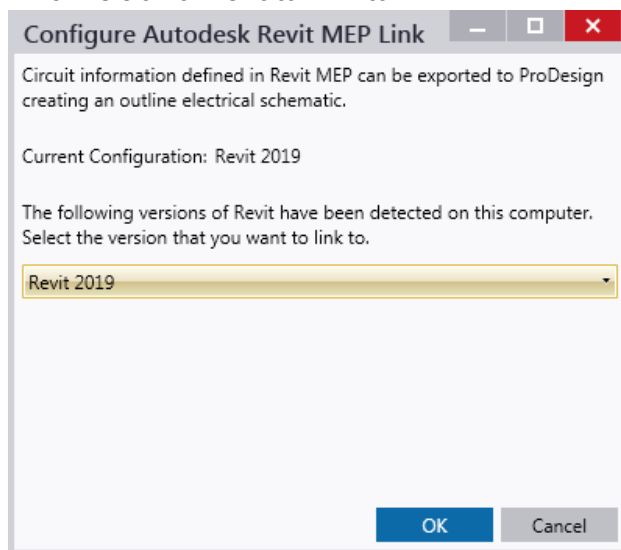 Configure Autodesk Revit MEP Link
Circuit information defined in Revit MEP can be exported to ProDesign
creating an outline electrical schematic.
Current Configuration: Revit 2019
The following versions of Revit have been detected on this computer.
Select the version that you want to link to.
Revit 2019
OK Cancel